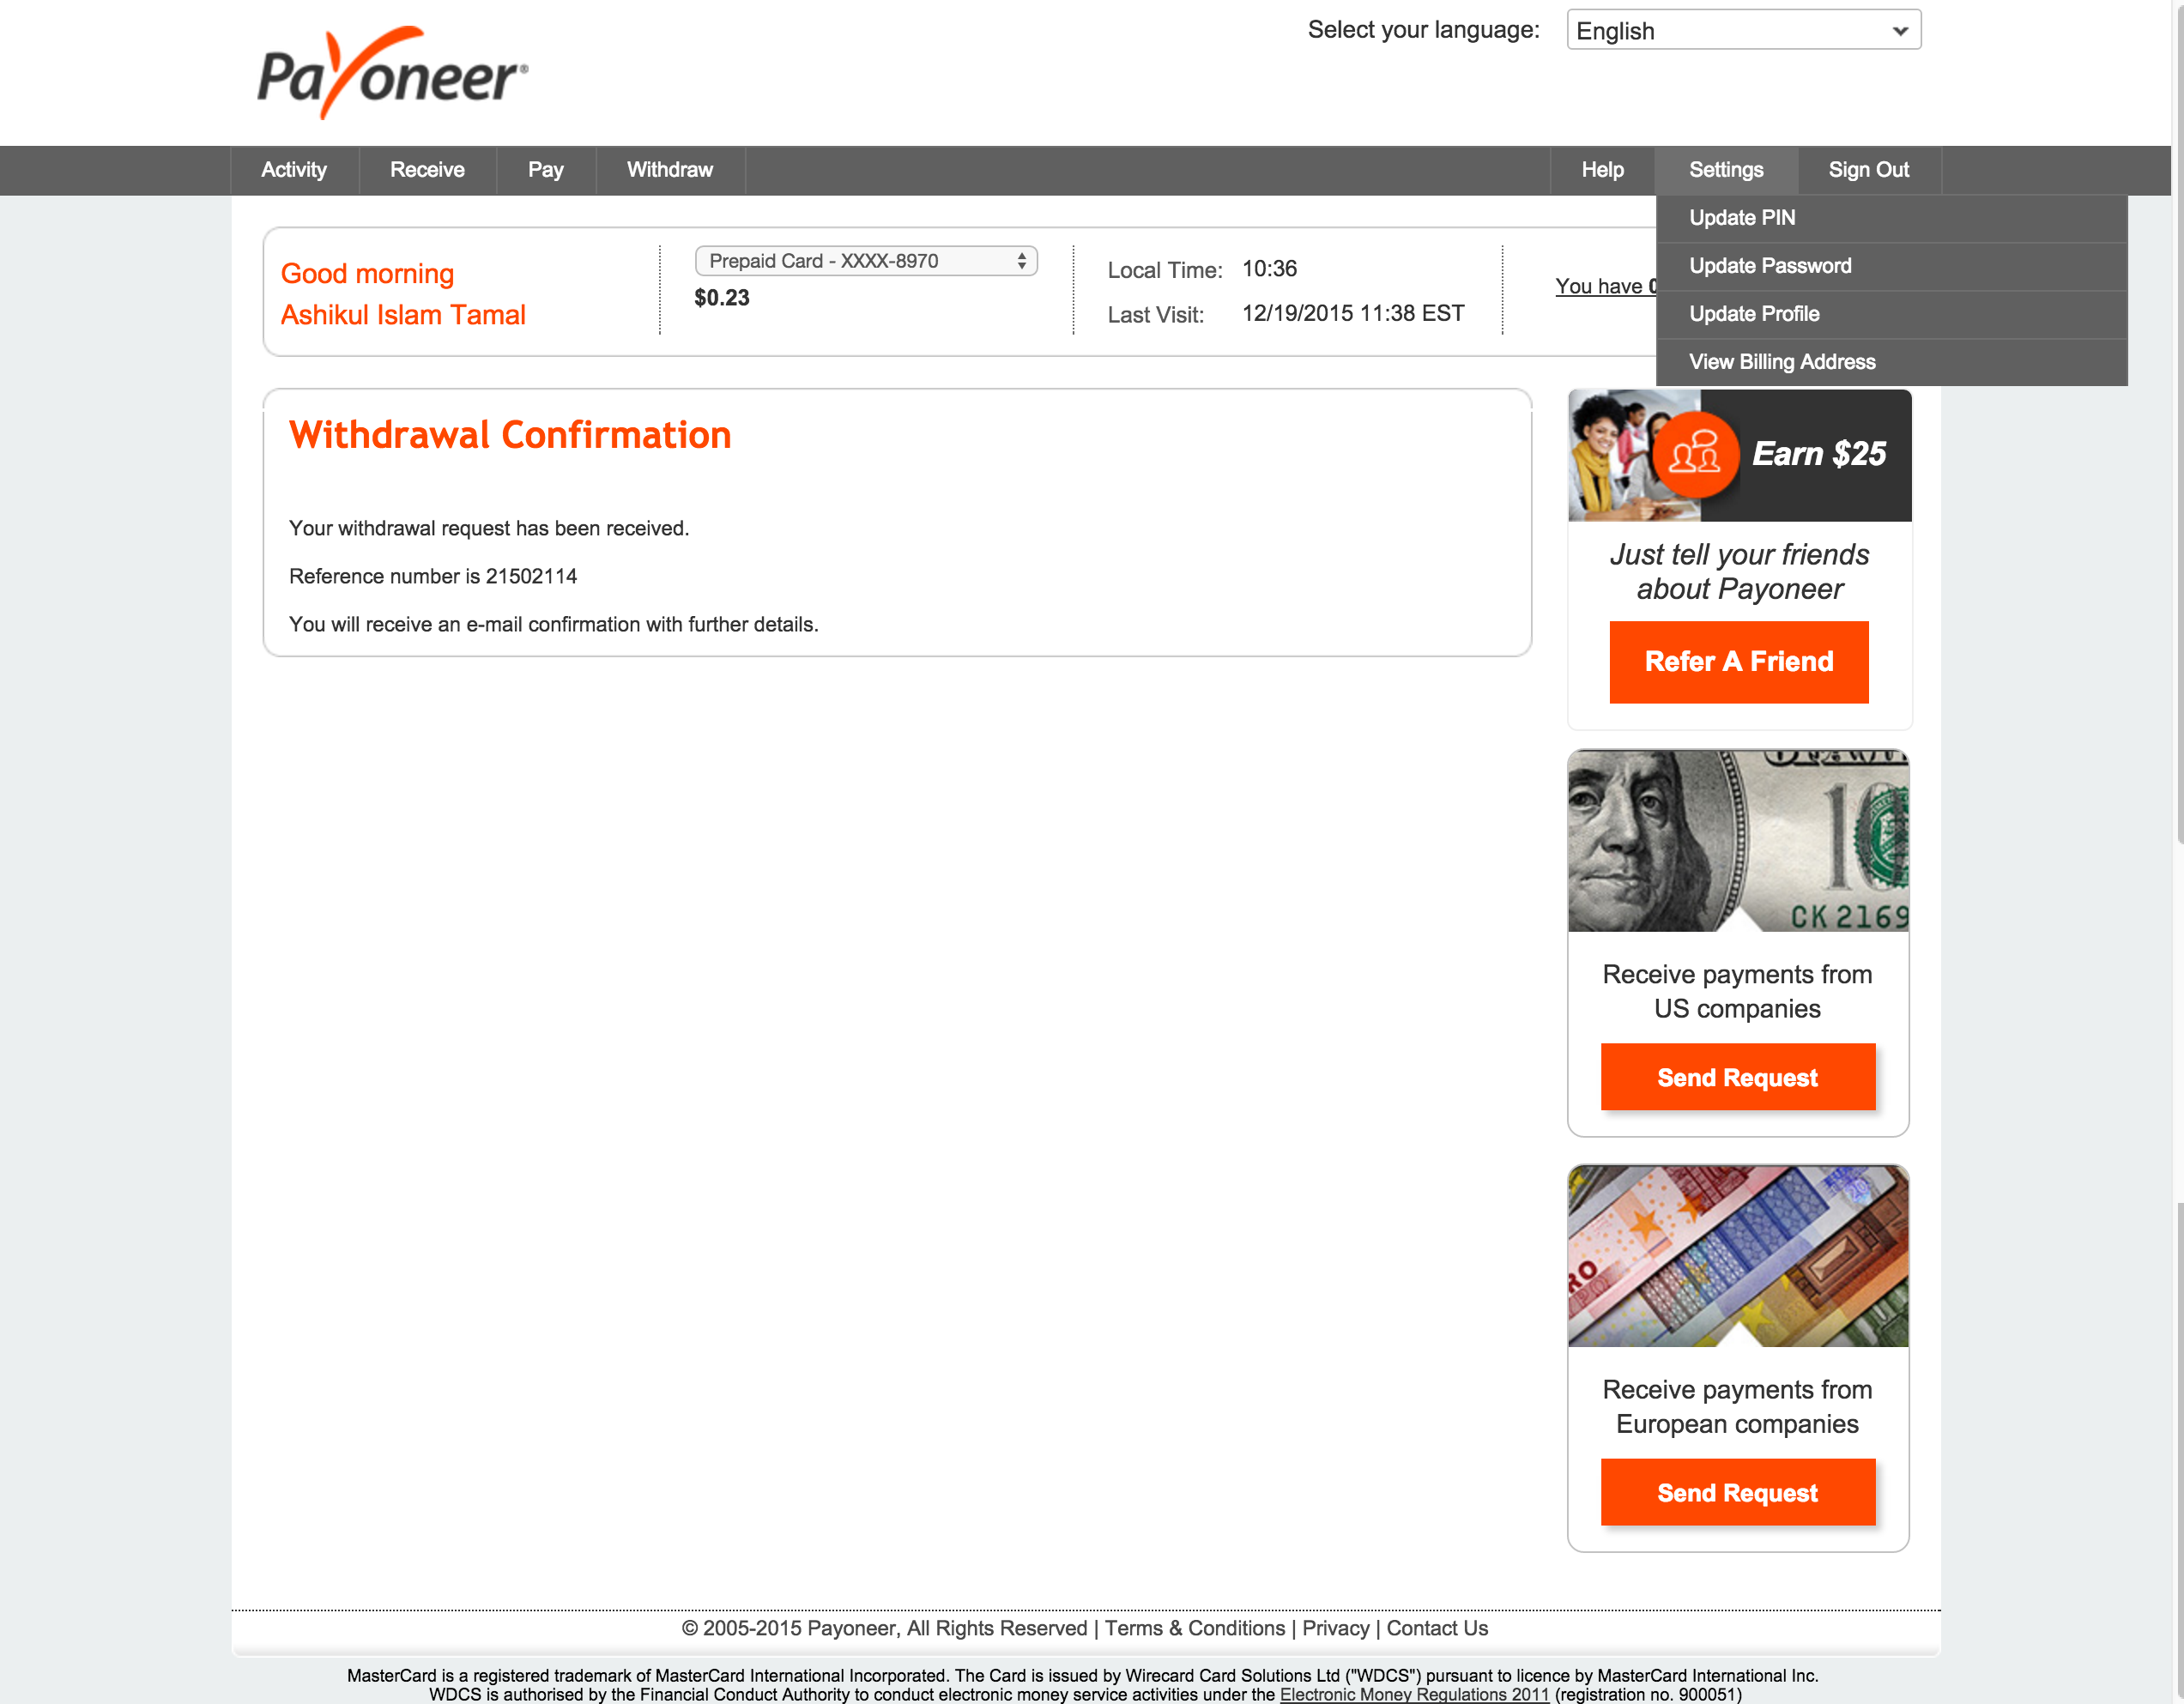 Select your language: English
Payoneer®
Activity Receive Pay Withdraw Help Settings Sign Out
Update PIN
Update Password
Update Profile
View Billing Address
Good morning
Ashikul Islam Tamal
Prepaid Card - XXXX-8970
$0.23
Local Time: 10:36
Last Visit: 12/19/2015 11:38 EST
You have
Withdrawal Confirmation
Your withdrawal request has been received.
Reference number is 21502114
You will receive an e-mail confirmation with further details.
Earn $25
Just tell your friends
about Payoneer
Refer A Friend
CK 2169
Receive payments from
US companies
Send Request
Receive payments from
European companies
Send Request
© 2005-2015 Payoneer, All Rights Reserved | Terms & Conditions | Privacy | Contact Us
MasterCard is a registered trademark of MasterCard International Incorporated. The Card is issued by Wirecard Card Solutions Ltd ("WDCS") pursuant to licence by MasterCard International Inc.
WDCS is authorised by the Financial Conduct Authority to conduct electronic money service activities under the Electronic Money Regulations 2011 (registration no. 900051)